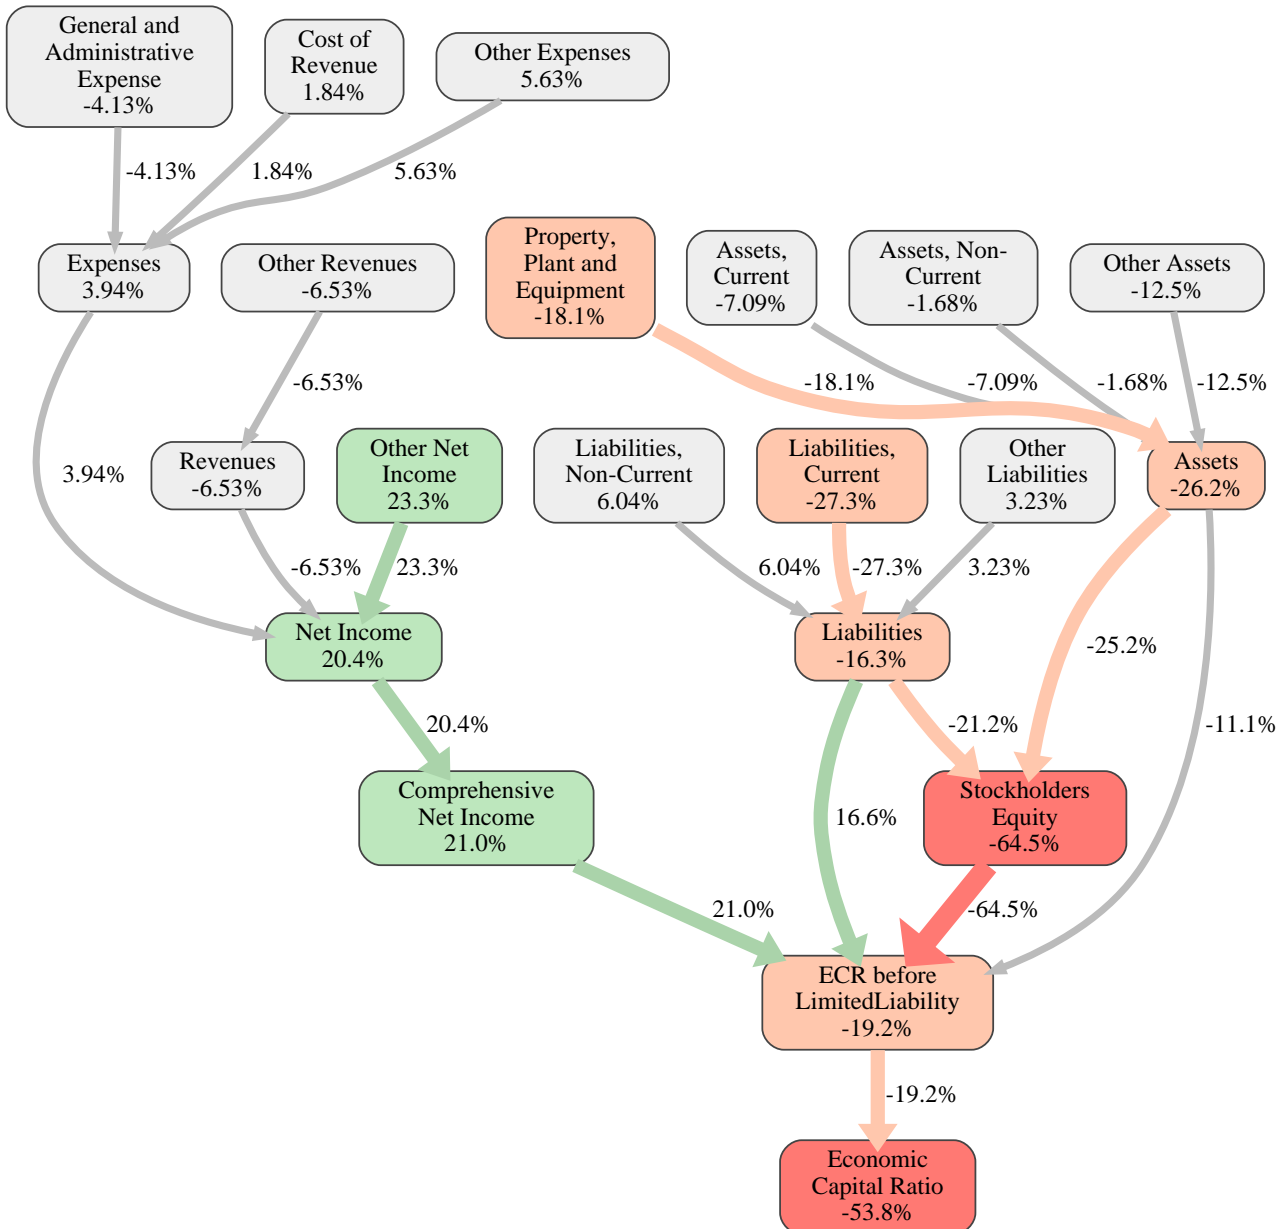 General and
Administrative
Expense
-4.13%
Cost of
Revenue
1.84%
Other Expenses
5.63%
-4.13%
1.84%
5.63%
Expenses
3.94%
Other Revenues
-6.53%
Property,
Plant and
Equipment
-18.1%
Assets,
Current
-7.09%
Assets, Non-
Current
-1.68%
Other Assets
-12.5%
-6.53%
-18.1%
-7.09%
-1.68%
-12.5%
3.94%
Revenues
-6.53%
Other Net
Income
23.3%
Liabilities,
Non-Current
6.04%
Liabilities,
Current
-27.3%
Other
Liabilities
3.23%
Assets
-26.2%
-6.53%
23.3%
6.04%
-27.3%
3.23%
Net Income
20.4%
Liabilities
-16.3%
-25.2%
20.4%
-21.2%
-11.1%
Comprehensive
Net Income
21.0%
16.6%
Stockholders
Equity
-64.5%
21.0%
-64.5%
ECR before
LimitedLiability
-19.2%
-19.2%
Economic
Capital Ratio
-53.8%